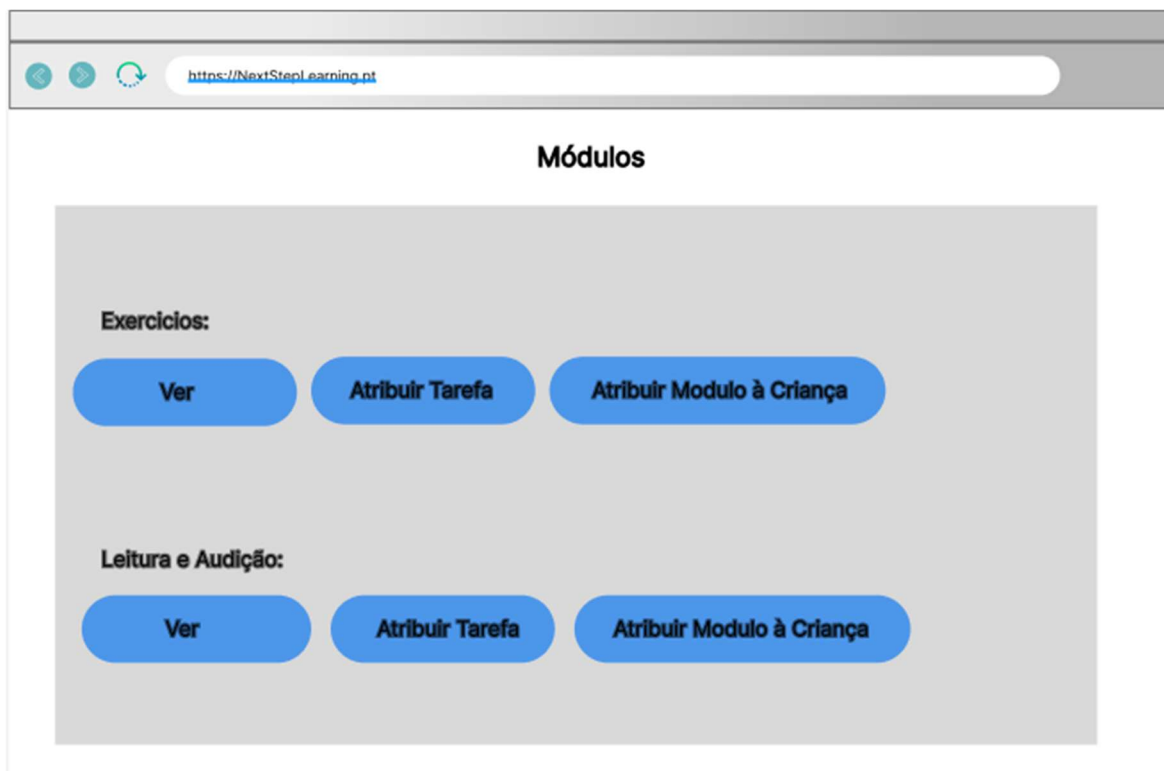 https://NextStepLearning.pt
Módulos
Exercicios:
Ver
Atribuir Tarefa
Atribuir Modulo à Criança
Leitura e Audição:
Ver
Atribuir Tarefa
Atribuir Modulo à Criança